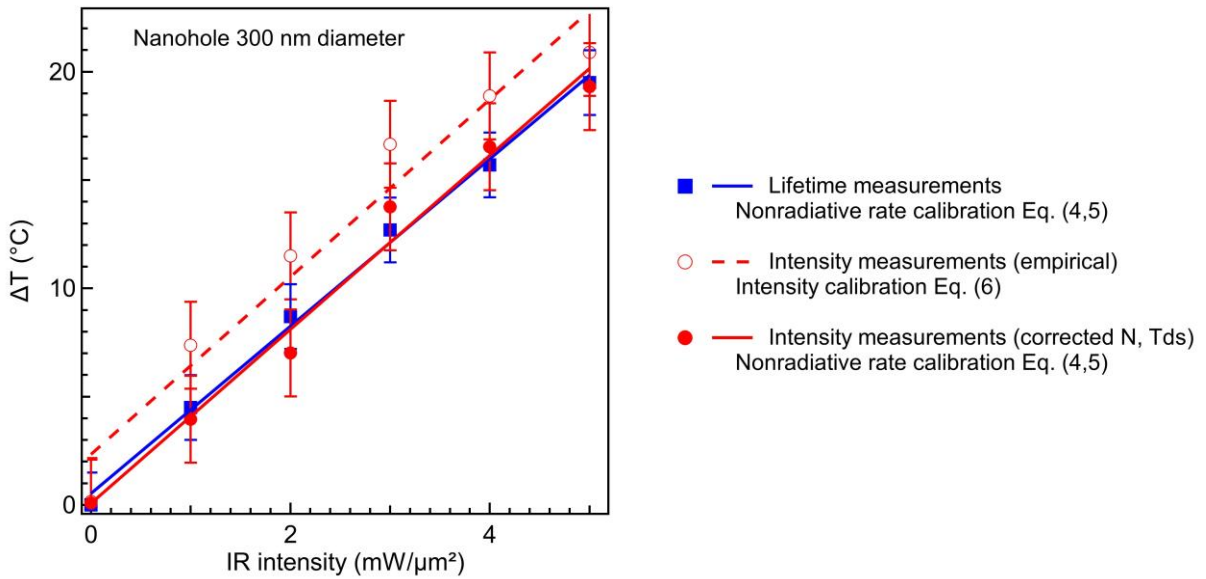 Nanohole 300 nm diameter
20
10
0
ΔT (°C)
0
2
4
IR intensity (mW/µm²)
Lifetime measurements
Nonradiative rate calibration Eq. (4,5)
Intensity measurements (empirical)
Intensity calibration Eq. (6)
Intensity measurements (corrected N, Tds)
Nonradiative rate calibration Eq. (4,5)